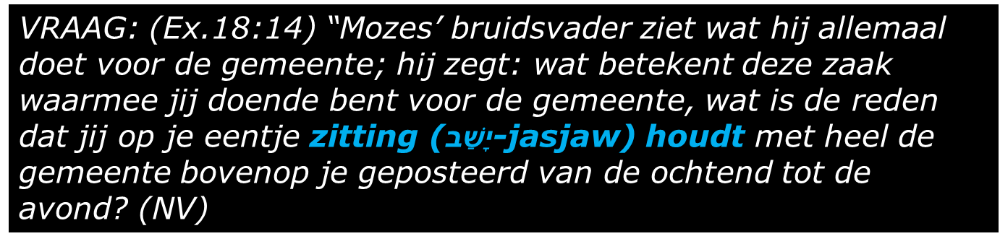 VRAAG: (Ex.18:14) “Mozes’ bruidsvader ziet wat hij allemaal
doet voor de gemeente; hij zegt: wat betekent deze zaak
waarmee jij doende bent voor de gemeente, wat is de reden
dat jij op je eentje zitting (יָשַׁב-jasjaw) houdt met heel de
gemeente bovenop je geposteerd van de ochtend tot de
avond? (NV)